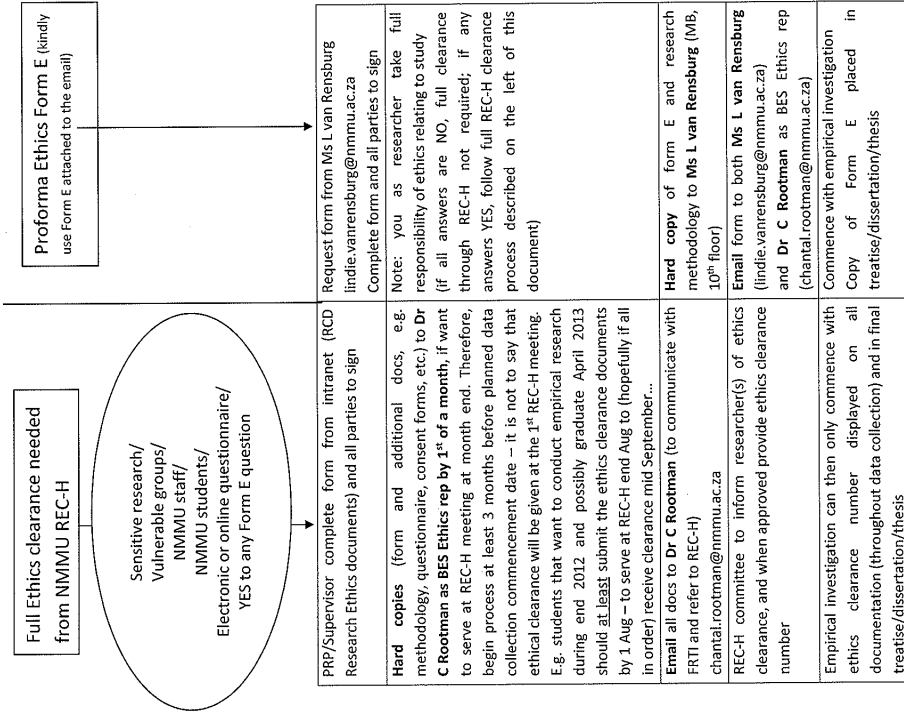 Full Ethics clearance needed
from NMMU REC-H
Sensitive research/
Vulnerable groups/
NMMU staff/
NMMU students/
Electronic or online questionnaire/
YES to any Form E question
PRP/Supervisor complete form from intranet (RCD
Research Ethics documents) and all parties to sign
Hard copies (form and additional docs, e.g.
methodology, questionnaire, consent forms, etc.) to Dr
C Rootman as BES Ethics rep by 1st of a month, if want
to serve at REC-H meeting at month end. Therefore,
begin process at least 3 months before planned data
collection commencement date – it is not to say that
ethical clearance will be given at the 1st REC-H meeting.
E.g. students that want to conduct empirical research
during end 2012 and possibly graduate April 2013
should at least submit the ethics clearance documents
by 1 Aug – to serve at REC-H end Aug to (hopefully if all
in order) receive clearance mid September...
Email all docs to Dr C Rootman (to communicate with
FRTI and refer to REC-H)
chantal.rootman@nmmu.ac.za
REC-H committee to inform researcher(s) of ethics
clearance, and when approved provide ethics clearance
number
Empirical investigation can then only commence with
ethics clearance number displayed on all
documentation (throughout data collection) and in final
treatise/dissertation/thesis
Proforma Ethics Form E (kindly
use Form E attached to the email)
Request form from Ms L van Rensburg
lindie.vanrensburg@nmmu.ac.za
Complete form and all parties to sign
Note: you as researcher take full
responsibility of ethics relating to study
(if all answers are NO, full clearance
through REC-H not required; if any
answers YES, follow full REC-H clearance
process described on the left of this
document)
Hard copy of form E and research
methodology to Ms L van Rensburg (MB,
10th floor)
Email form to both Ms L van Rensburg
(lindie.vanrensburg@nmmu.ac.za)
and Dr C Rootman as BES Ethics rep
(chantal.rootman@nmmu.ac.za)
Commence with empirical investigation
Copy of Form E placed in
treatise/dissertation/thesis